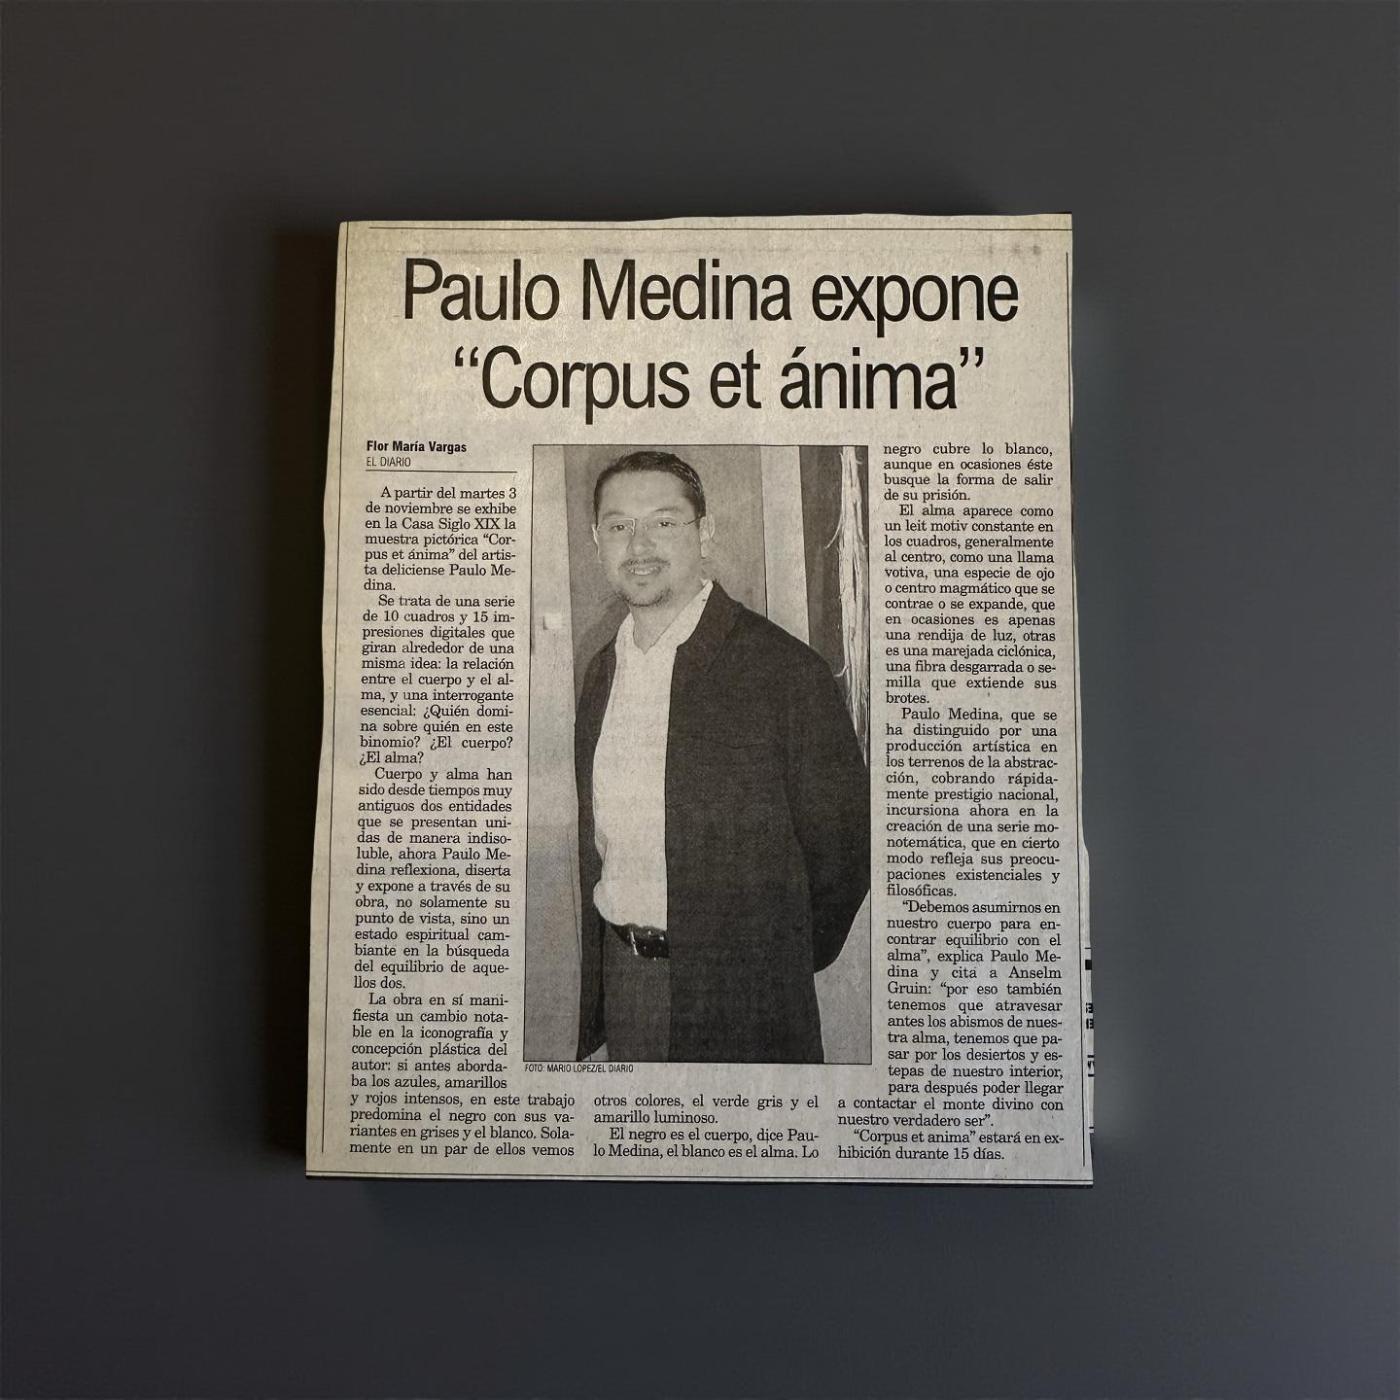 Paulo Medina expone
“Corpus et ánima”
Flor María Vargas
EL DIARIO
A partir del martes 3
de noviembre se exhibe
en la Casa Siglo XIX la
muestra pictórica “Cor-
pus et ánima” del artis-
ta deliciense Paulo Me-
dina.
Se trata de una serie
de 10 cuadros y 15 im-
presiones digitales que
giran alrededor de una
misma idea: la relación
entre el cuerpo y el al-
ma, y una interrogante
esencial: ¿Quién domi-
na sobre quién en este
binomio? ¿El cuerpo?
¿El alma?
Cuerpo y alma han
sido desde tiempos muy
antiguos dos entidades
que se presentan uni-
das de manera indiso-
luble, ahora Paulo Me-
dina reflexiona, diserta
y expone a través de su
obra, no solamente su
punto de vista, sino un
estado espiritual cam-
biante en la búsqueda
del equilibrio de aque-
llos dos.
La obra en sí mani-
fiesta un cambio nota-
ble en la iconografía y
concepción plástica del
autor: si antes aborda-
ba los azules, amarillos
y rojos intensos, en este trabajo
predomina el negro con sus va-
riantes en grises y el blanco. Sola-
mente en un par de ellos vemos
FOTO: MARIO LOPEZ/EL DIARIO
otros colores, el verde gris y el
amarillo luminoso.
El negro es el cuerpo, dice Pau-
lo Medina, el blanco es el alma. Lo
negro cubre lo blanco,
aunque en ocasiones éste
busque la forma de salir
de su prisión.
El alma aparece como
un leit motiv constante en
los cuadros, generalmente
al centro, como una llama
votiva, una especie de ojo
o centro magmático que se
contrae o se expande, que
en ocasiones es apenas
una rendija de luz, otras
es una marejada ciclónica,
una fibra desgarrada o se-
milla que extiende sus
brotes.
Paulo Medina, que se
ha distinguido por una
producción artística en
los terrenos de la abstrac-
ción, cobrando rápida-
mente prestigio nacional,
incursiona ahora en la
creación de una serie mo-
notemática, que en cierto
modo refleja sus preocu-
paciones existenciales y
filosóficas.
“Debemos asumirnos en
nuestro cuerpo para en-
contrar equilibrio con el
alma”, explica Paulo Me-
dina y cita a Anselm
Gruin: “por eso también
tenemos que atravesar
antes los abismos de nues-
tra alma, tenemos que pa-
sar por los desiertos y es-
tepas de nuestro interior,
para después poder llegar
a contactar el monte divino con
nuestro verdadero ser”.
“Corpus et anima” estará en ex-
hibición durante 15 días.